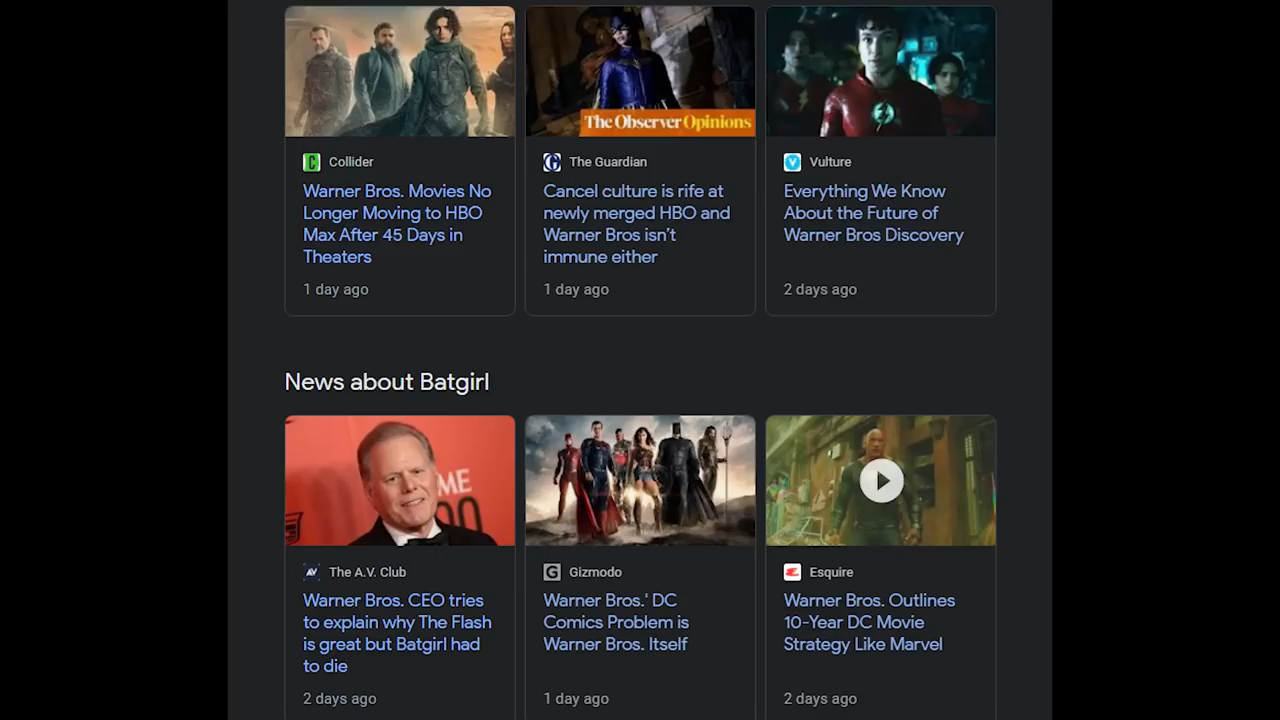 The Observer Opinions
Collider
Warner Bros. Movies No
Longer Moving to HBO
Max After 45 Days in
Theaters
1 day ago
The Guardian
Cancel culture is rife at
newly merged HBO and
Warner Bros isn’t
immune either
1 day ago
Vulture
Everything We Know
About the Future of
Warner Bros Discovery
2 days ago
News about Batgirl
The A.V. Club
Warner Bros. CEO tries
to explain why The Flash
is great but Batgirl had
to die
2 days ago
Gizmodo
Warner Bros.' DC
Comics Problem is
Warner Bros. Itself
1 day ago
Esquire
Warner Bros. Outlines
10-Year DC Movie
Strategy Like Marvel
2 days ago